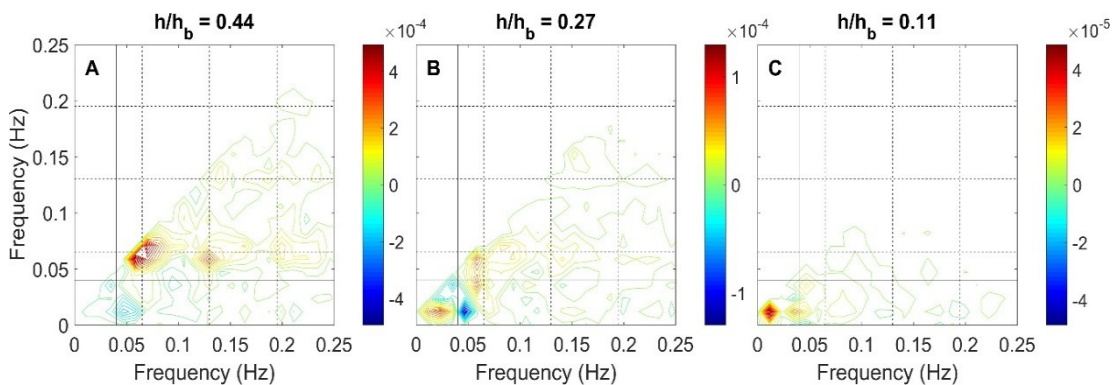 h/h_b = 0.44
h/h_b = 0.27
h/h_b = 0.11
×10^-4
×10^-4
×10^-5
A
B
C
Frequency (Hz)
0.25
0.2
0.15
0.1
0.05
0
0 0.05 0.1 0.15 0.2 0.25
0 0.05 0.1 0.15 0.2 0.25
0 0.05 0.1 0.15 0.2 0.25
Frequency (Hz)
Frequency (Hz)
Frequency (Hz)
4
2
0
-2
-4
1
0
-1
4
2
0
-2
-4